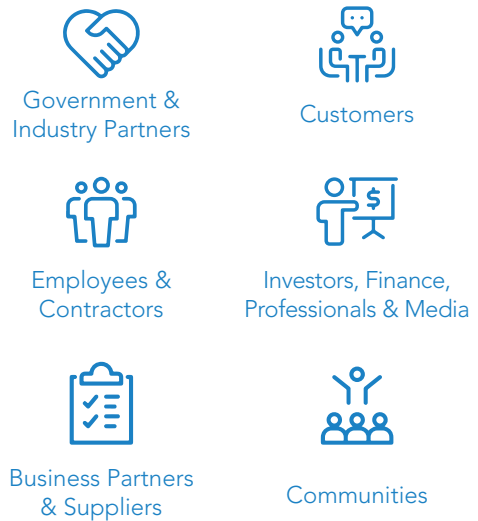 Government &
Industry Partners
Customers
Employees &
Contractors
$
Investors, Finance,
Professionals & Media
Business Partners
& Suppliers
Communities